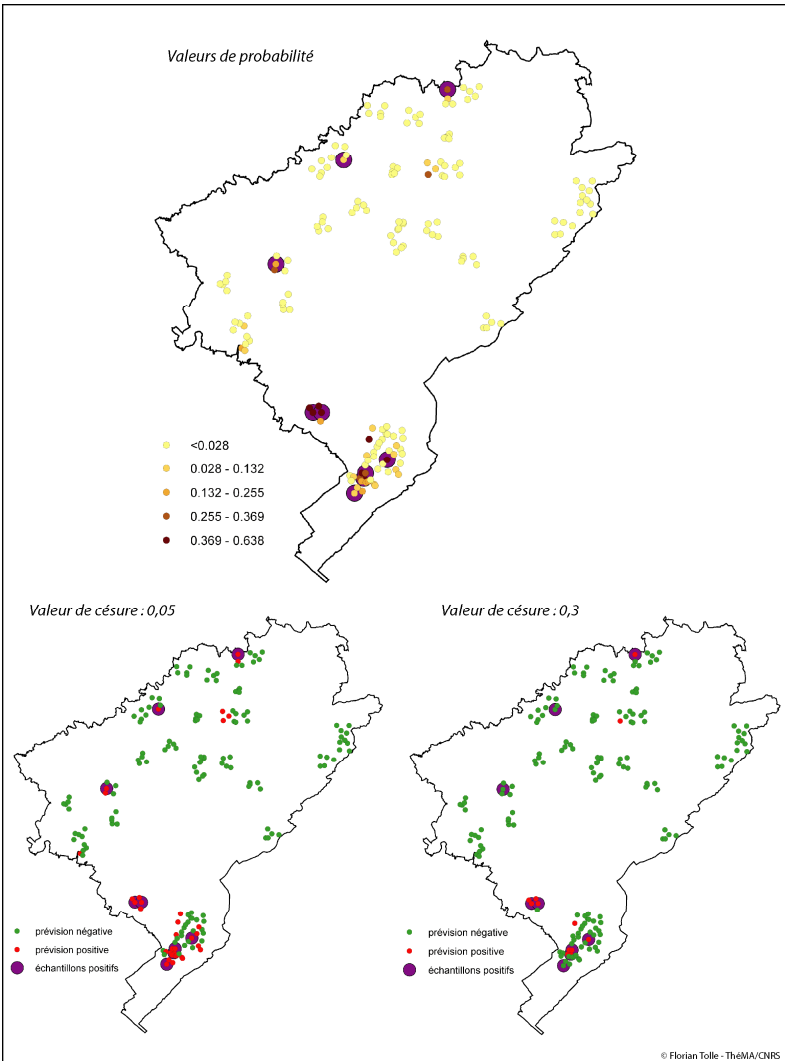 Valeurs de probabilité
<0.028
0.028 - 0.132
0.132 - 0.255
0.255 - 0.369
0.369 - 0.638
Valeur de césure : 0,05
prévision négative
prévision positive
échantillons positifs
Valeur de césure : 0,3
prévision négative
prévision positive
échantillons positifs
© Florian Tolle - ThéMA/CNRS